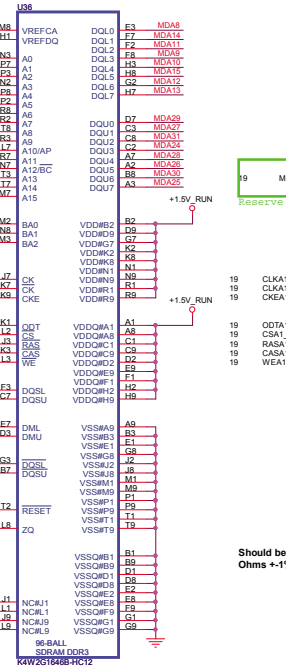 U36
M8 VREFCA DQL0 E3 MDA8
H1 VREFDQ DQL1 F7 MDA14
DQL2 F2 MDA11
N3 A0 DQL3 F8 MDA9
P7 A1 DQL4 H3 MDA10
P3 A2 DQL5 H8 MDA15
N2 A3 DQL6 G2 MDA12
P8 A4 DQL7 H7 MDA13
P2 A5
R8 A6
R2 A7 DQU0 D7 MDA29
T8 A8 DQU1 C3 MDA27
R3 A9 DQU2 C8 MDA31
L7 A10/AP DQU3 C2 MDA24
R7 A11 DQU4 A7 MDA28
N7 A12/BC DQU5 A2 MDA26
T3 A13 DQU6 B8 MDA30
T7 A14 DQU7 A3 MDA25
M7 A15
19 M
Reserve
+1.5V_RUN
M2 BA0 VDD#B2 B2
N8 BA1 VDD#D9 D9
M3 BA2 VDD#G7 G7
VDD#K2 K2
VDD#K8 K8
VDD#N1 N1
J7 CK VDD#N9 N9
K7 CK VDD#R1 R1
K9 CKE VDD#R9 R9
19 CLKA1
19 CLKA1
19 CKEA1
+1.5V_RUN
K1 ODT VDDQ#A1 A1
L2 CS VDDQ#A8 A8
J3 RAS VDDQ#C1 C1
K3 CAS VDDQ#C9 C9
L3 WE VDDQ#D2 D2
VDDQ#E9 E9
VDDQ#F1 F1
F3 DQSL VDDQ#H2 H2
C7 DQSU VDDQ#H9 H9
19 ODTA1
19 CSA1_
19 RASA1
19 CASA1
19 WEA1
E7 DML VSS#A9 A9
D3 DMU VSS#B3 B3
VSS#E1 E1
VSS#G8 G8
G3 DQSL VSS#J2 J2
B7 DQSU VSS#J8 J8
VSS#M1 M1
VSS#M9 M9
VSS#P1 P1
T2 RESET VSS#P9 P9
VSS#T1 T1
L8 ZQ VSS#T9 T9
VSSQ#B1 B1
VSSQ#B9 B9
VSSQ#D1 D1
VSSQ#D8 D8
VSSQ#E2 E2
J1 NC#J1 VSSQ#E8 E8
L1 NC#L1 VSSQ#F9 F9
J9 NC#J9 VSSQ#G1 G1
L9 NC#L9 VSSQ#G9 G9
Should be
Ohms +-1%
96-BALL
SDRAM DDR3
K4W2G1646B-HC12